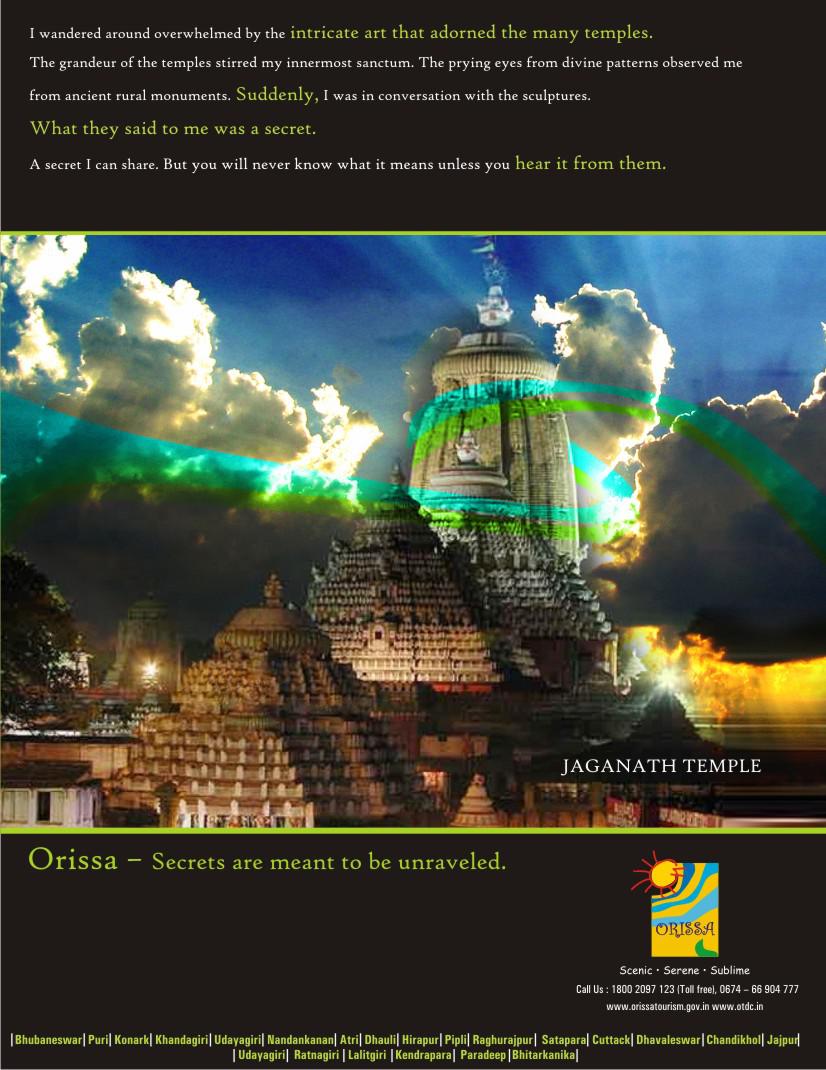 I wandered around overwhelmed by the intricate art that adorned the many temples.
The grandeur of the temples stirred my innermost sanctum. The prying eyes from divine patterns observed me
from ancient rural monuments. Suddenly, I was in conversation with the sculptures.
What they said to me was a secret.
A secret I can share. But you will never know what it means unless you hear it from them.
JAGANATH TEMPLE
Orissa – Secrets are meant to be unraveled.
ORISSA
Scenic • Serene • Sublime
Call Us : 1800 2097 123 (Toll free), 0674 – 66 904 777
www.orissatourism.gov.in www.otdc.in
|Bhubaneswar| Puri| Konark| Khandagiri| Udayagiri| Nandankanan| Atri| Dhauli| Hirapur| Pipli| Raghurajpur| Satapara| Cuttack| Dhavaleswar| Chandikhol| Jajpur|
| Udayagiri| Ratnagiri | Lalitgiri |Kendrapara| Paradeep |Bhitarkanika|